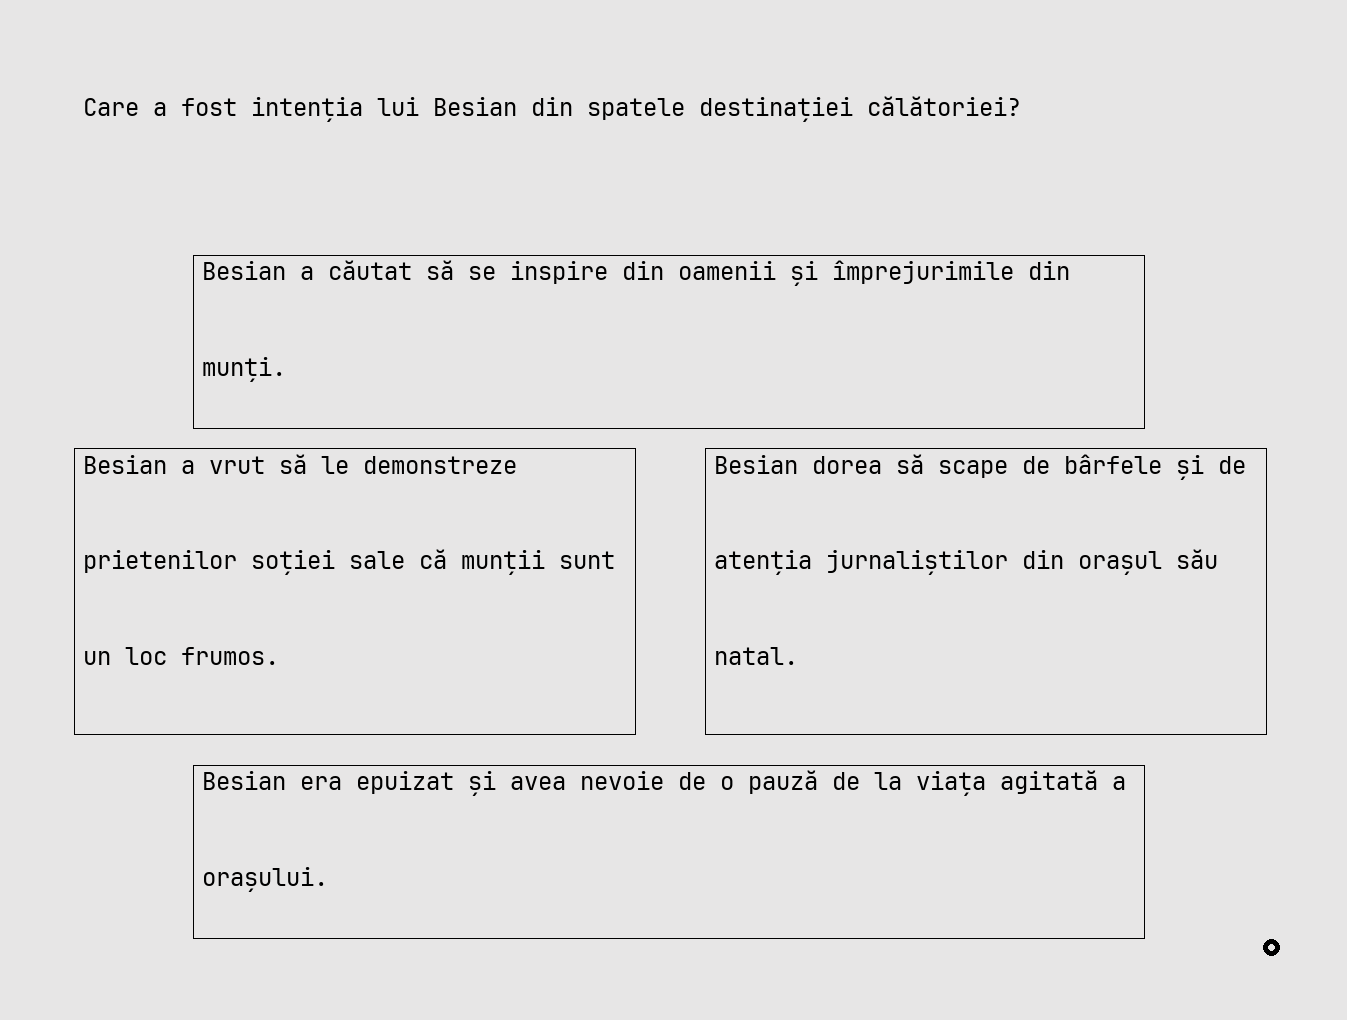 Care a fost intenția lui Besian din spatele destinației călătoriei?
Besian a căutat să se inspire din oamenii și împrejurimile din
munți.
Besian a vrut să le demonstreze
prietenilor soției sale că munții sunt
un loc frumos.
Besian dorea să scape de bârfele și de
atenția jurnaliștilor din orașul său
natal.
Besian era epuizat și avea nevoie de o pauză de la viața agitată a
orașului.